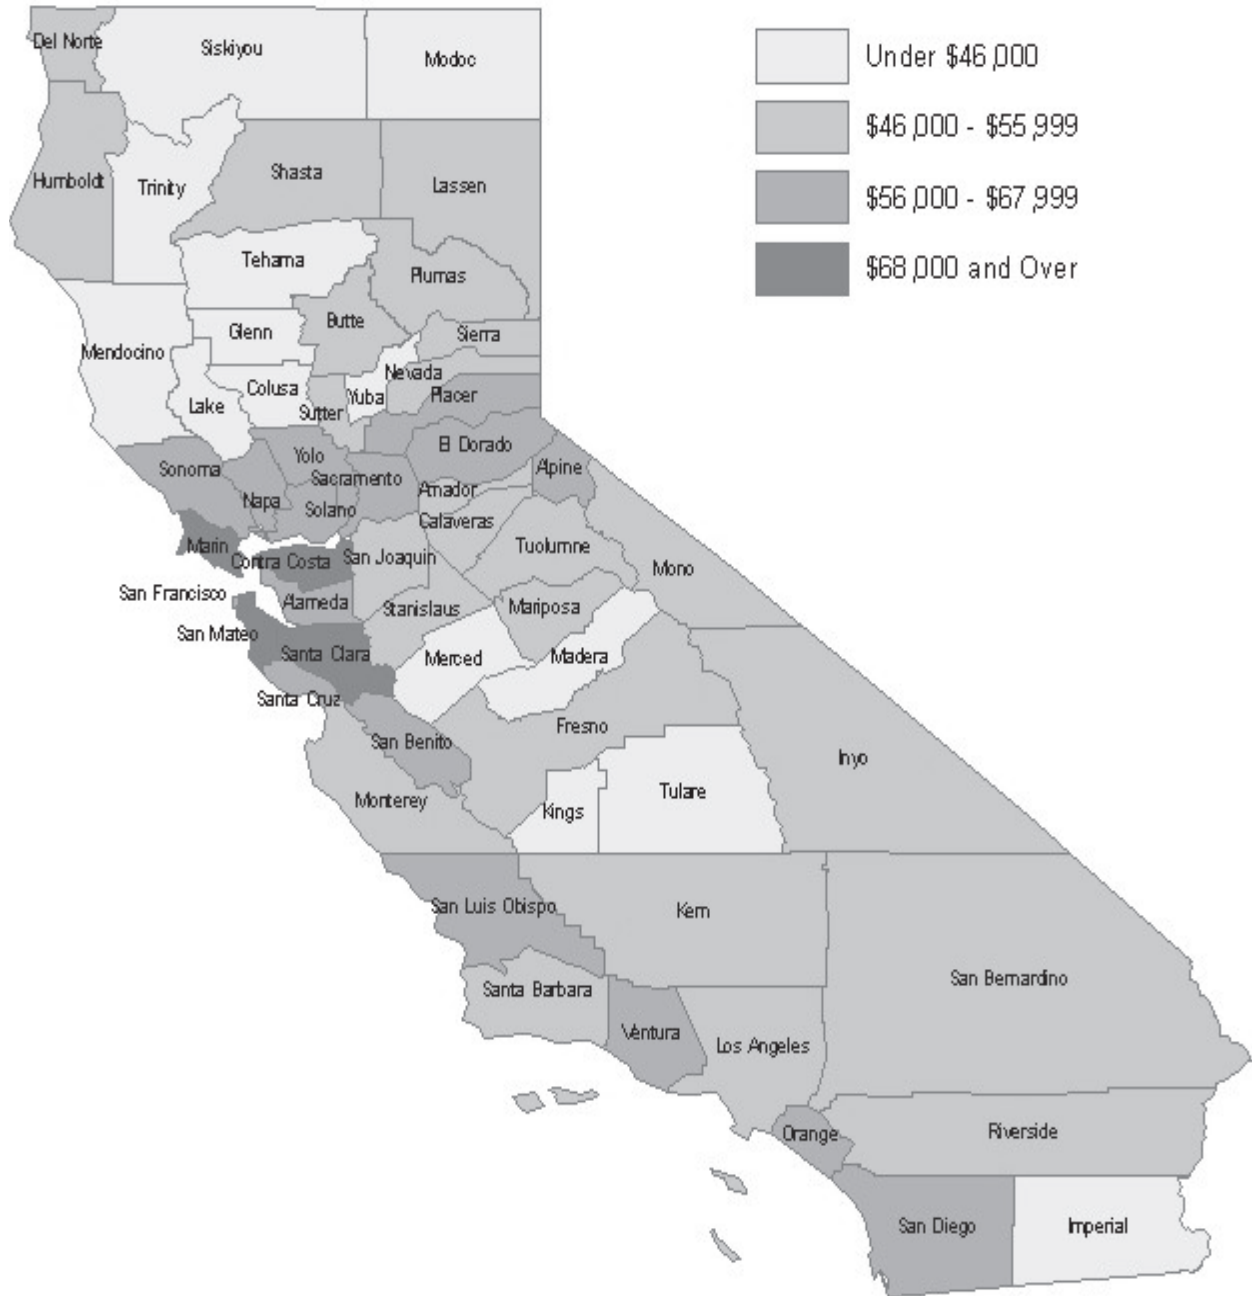 Del Norte
Siskiyou
Modoc
Under $46,000
$46,000 - $55,999
$56,000 - $67,999
$68,000 and Over
Humboldt
Trinity
Shasta
Lassen
Tehama
Plumas
Glenn
Butte
Sierra
Mendocino
Nevada
Colusa
Yuba
Placer
Lake
Sutter
El Dorado
Sonoma
Yolo
Alpine
Sacramento
Amador
Napa
Solano
Calaveras
Marin
Contra Costa
San Joaquin
Tuolumne
Mono
San Francisco
Alameda
Stanislaus
Mariposa
San Mateo
Santa Clara
Merced
Madera
Santa Cruz
Fresno
San Benito
Inyo
Monterey
Kings
Tulare
San Luis Obispo
Kern
San Bernardino
Santa Barbara
Ventura
Los Angeles
Orange
Riverside
San Diego
Imperial